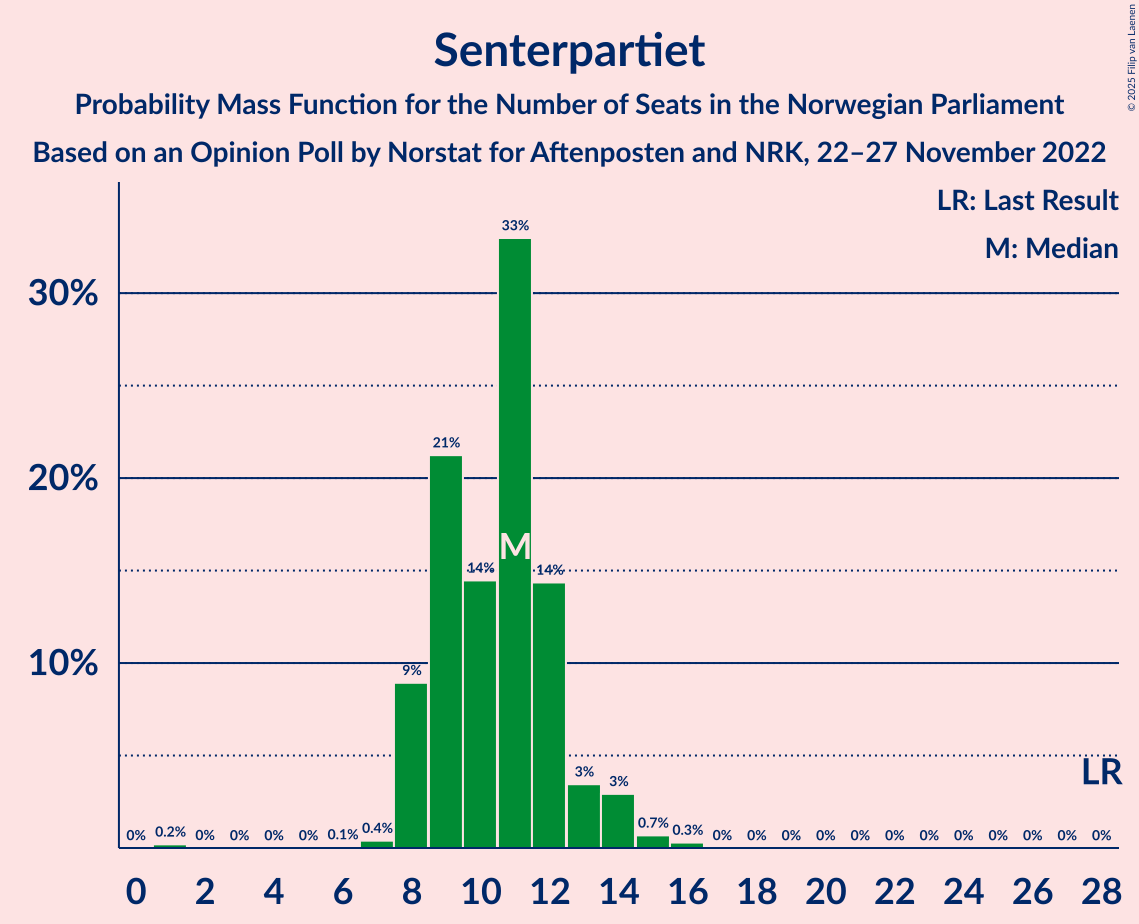 Senterpartiet
Probability Mass Function for the Number of Seats in the Norwegian Parliament
Based on an Opinion Poll by Norstat for Aftenposten and NRK, 22–27 November 2022
© 2025 Filip van Laenen
LR: Last Result
M: Median
30%
20%
10%
0% 0.2% 0% 0% 0% 0% 0.1% 0.4% 9% 21% 14% 33% 14% 3% 3% 0.7% 0.3% 0% 0% 0% 0% 0% 0% 0% 0% 0% 0% 0% 0%
M
LR
0 2 4 6 8 10 12 14 16 18 20 22 24 26 28